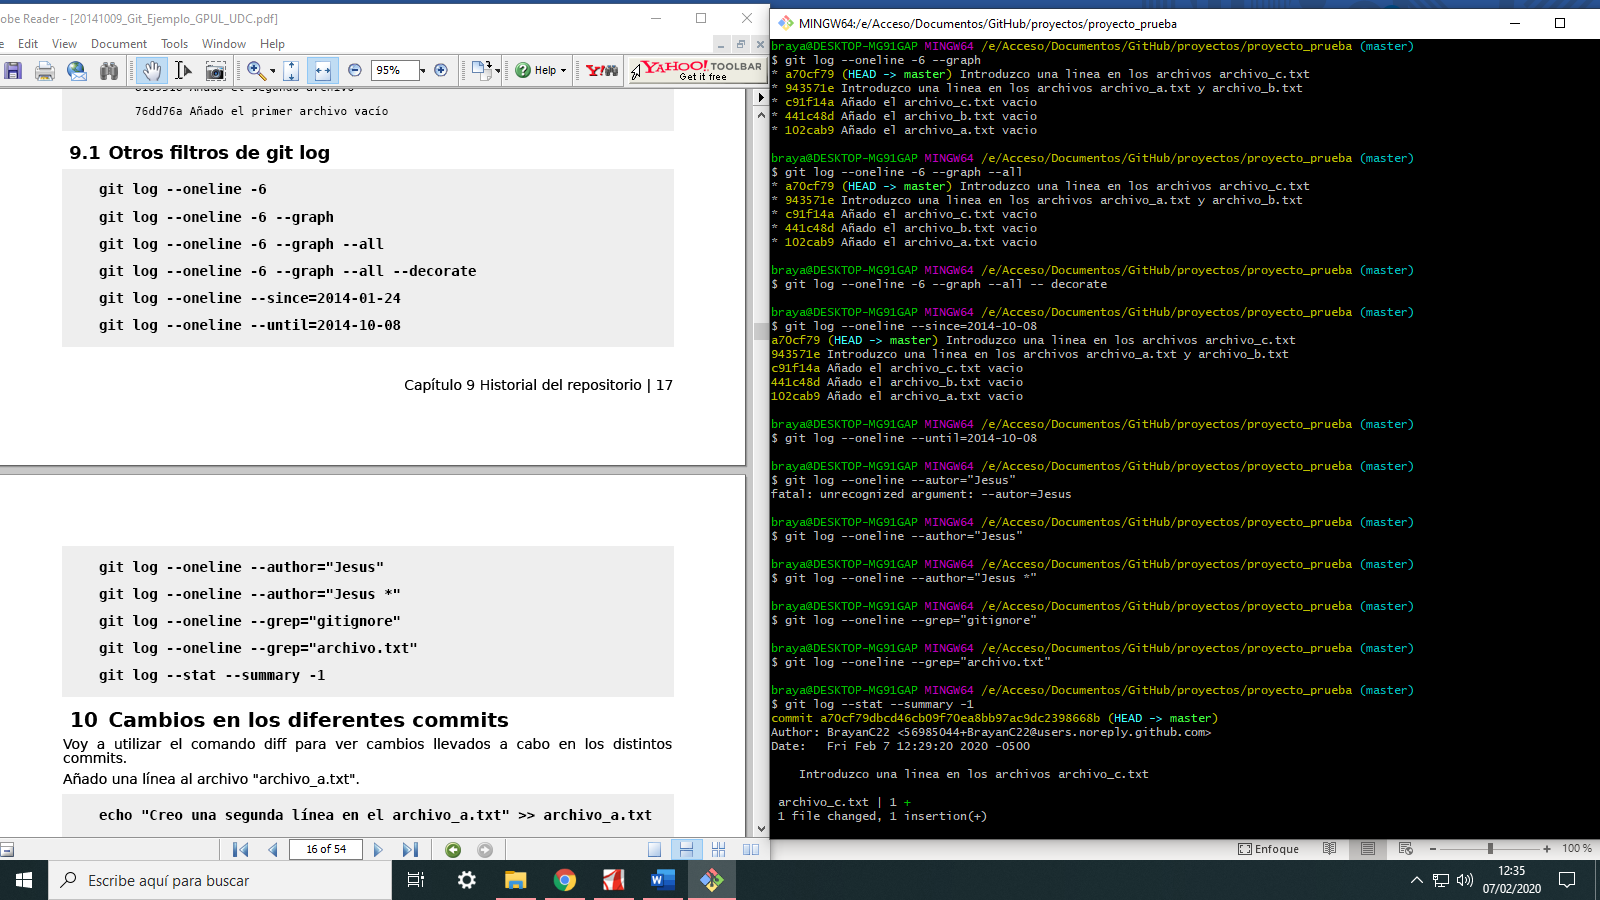 obe Reader - [20141009_Git_Ejemplo_GPUL_UDC.pdf]
e Edit View Document Tools Window Help
95%
Help
YAHOO! TOOLBAR
Get it free
76dd76a Añado el primer archivo vacío
9.1 Otros filtros de git log
git log --oneline -6
git log --oneline -6 --graph
git log --oneline -6 --graph --all
git log --oneline -6 --graph --all --decorate
git log --oneline --since=2014-01-24
git log --oneline --until=2014-10-08
Capítulo 9 Historial del repositorio | 17
git log --oneline --author="Jesus"
git log --oneline --author="Jesus *"
git log --oneline --grep="gitignore"
git log --oneline --grep="archivo.txt"
git log --stat --summary -1
10 Cambios en los diferentes commits
Voy a utilizar el comando diff para ver cambios llevados a cabo en los distintos
commits.
Añado una línea al archivo "archivo_a.txt".
echo "Creo una segunda línea en el archivo_a.txt" >> archivo_a.txt
16 of 54
MINGW64:/e/Acceso/Documentos/GitHub/proyectos/proyecto_prueba
braya@DESKTOP-MG91GAP MINGW64 /e/Acceso/Documentos/GitHub/proyectos/proyecto_prueba (master)
$ git log --oneline -6 --graph
* a70cf79 (HEAD -> master) Introduzco una linea en los archivos archivo_c.txt
* 943571e Introduzco una linea en los archivos archivo_a.txt y archivo_b.txt
* c91f14a Añado el archivo_c.txt vacio
* 441c48d Añado el archivo_b.txt vacio
* 102cab9 Añado el archivo_a.txt vacio
braya@DESKTOP-MG91GAP MINGW64 /e/Acceso/Documentos/GitHub/proyectos/proyecto_prueba (master)
$ git log --oneline -6 --graph --all
* a70cf79 (HEAD -> master) Introduzco una linea en los archivos archivo_c.txt
* 943571e Introduzco una linea en los archivos archivo_a.txt y archivo_b.txt
* c91f14a Añado el archivo_c.txt vacio
* 441c48d Añado el archivo_b.txt vacio
* 102cab9 Añado el archivo_a.txt vacio
braya@DESKTOP-MG91GAP MINGW64 /e/Acceso/Documentos/GitHub/proyectos/proyecto_prueba (master)
$ git log --oneline -6 --graph --all -- decorate
braya@DESKTOP-MG91GAP MINGW64 /e/Acceso/Documentos/GitHub/proyectos/proyecto_prueba (master)
$ git log --oneline --since=2014-10-08
a70cf79 (HEAD -> master) Introduzco una linea en los archivos archivo_c.txt
943571e Introduzco una linea en los archivos archivo_a.txt y archivo_b.txt
c91f14a Añado el archivo_c.txt vacio
441c48d Añado el archivo_b.txt vacio
102cab9 Añado el archivo_a.txt vacio
braya@DESKTOP-MG91GAP MINGW64 /e/Acceso/Documentos/GitHub/proyectos/proyecto_prueba (master)
$ git log --oneline --until=2014-10-08
braya@DESKTOP-MG91GAP MINGW64 /e/Acceso/Documentos/GitHub/proyectos/proyecto_prueba (master)
$ git log --oneline --autor="Jesus"
fatal: unrecognized argument: --autor=Jesus
braya@DESKTOP-MG91GAP MINGW64 /e/Acceso/Documentos/GitHub/proyectos/proyecto_prueba (master)
$ git log --oneline --author="Jesus"
braya@DESKTOP-MG91GAP MINGW64 /e/Acceso/Documentos/GitHub/proyectos/proyecto_prueba (master)
$ git log --oneline --author="Jesus *"
braya@DESKTOP-MG91GAP MINGW64 /e/Acceso/Documentos/GitHub/proyectos/proyecto_prueba (master)
$ git log --oneline --grep="gitignore"
braya@DESKTOP-MG91GAP MINGW64 /e/Acceso/Documentos/GitHub/proyectos/proyecto_prueba (master)
$ git log --oneline --grep="archivo.txt"
braya@DESKTOP-MG91GAP MINGW64 /e/Acceso/Documentos/GitHub/proyectos/proyecto_prueba (master)
$ git log --stat --summary -1
commit a70cf79dbcd46cb09f70ea8bb97ac9dc2398668b (HEAD -> master)
Author: BrayanC22 <56985044+BrayanC22@users.noreply.github.com>
Date: Fri Feb 7 12:29:20 2020 -0500
Introduzco una linea en los archivos archivo_c.txt
archivo_c.txt | 1 +
1 file changed, 1 insertion(+)
Enfoque
100 %
Escribe aquí para buscar
12:35
07/02/2020